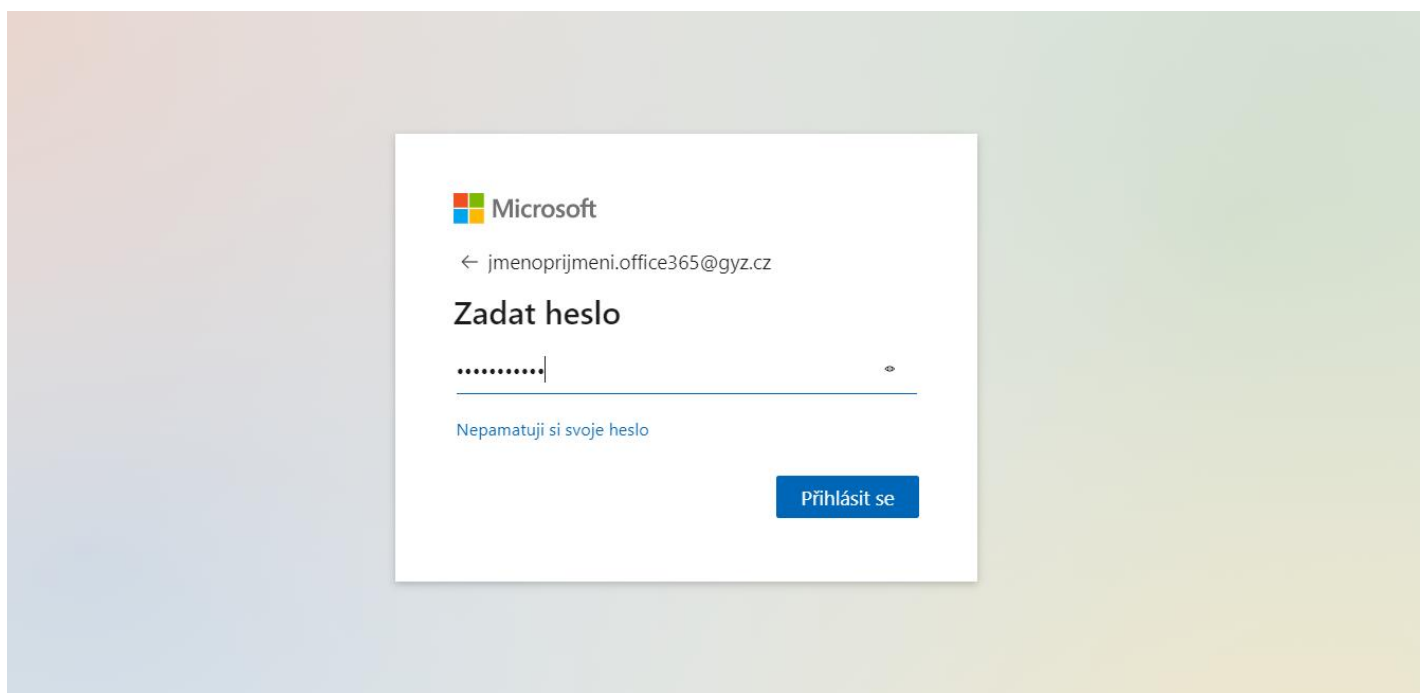 Microsoft
← jmenoprijmeni.office365@gyz.cz
Zadat heslo
•••••••••••
Nepamatuji si svoje heslo
Přihlásit se